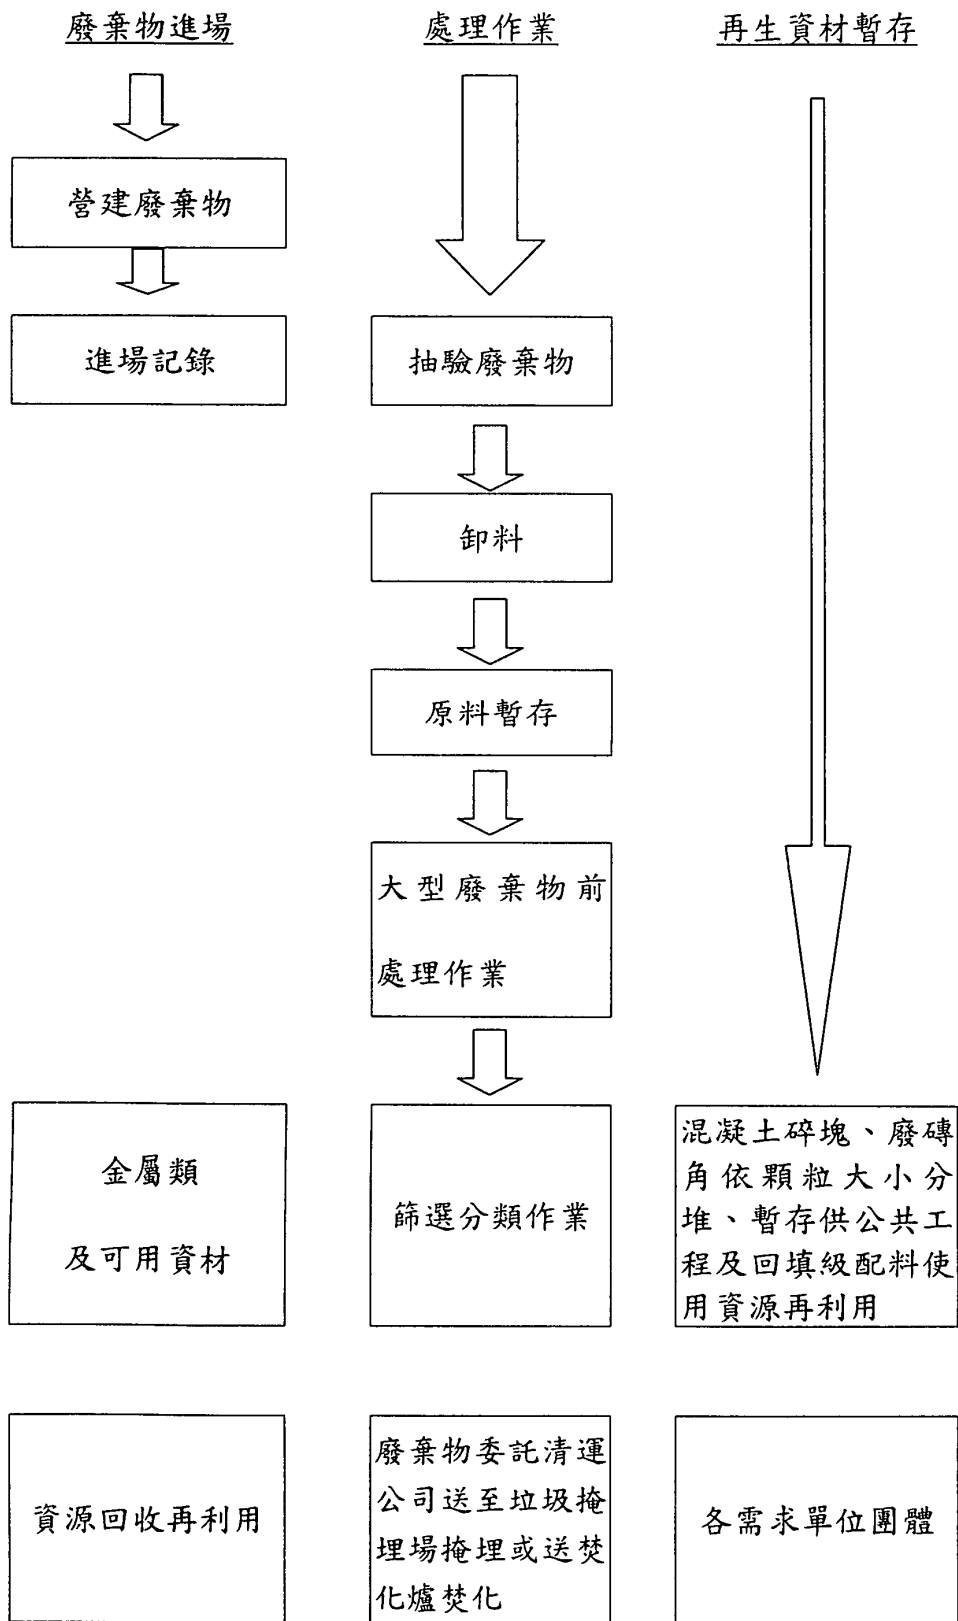 廢棄物進場
處理作業
再生資材暫存
營建廢棄物
進場記錄
抽驗廢棄物
卸料
原料暫存
大型廢棄物前
處理作業
金屬類
及可用資材
篩選分類作業
混凝土碎塊、廢磚
角依顆粒大小分
堆、暫存供公共工
程及回填級配料使
用資源再利用
資源回收再利用
廢棄物委託清運
公司送至垃圾掩
埋場掩埋或送焚
化爐焚化
各需求單位團體